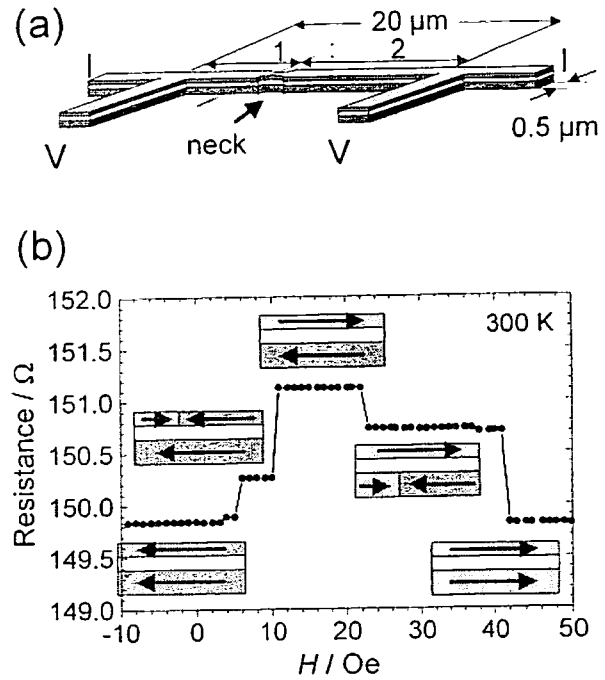 (a)
20 µm
1 : 2
I I
neck
V V
0.5 µm
(b)
Resistance / Ω
152.0
151.5
151.0
150.5
150.0
149.5
149.0
300 K
-10 0 10 20 30 40 50
H / Oe